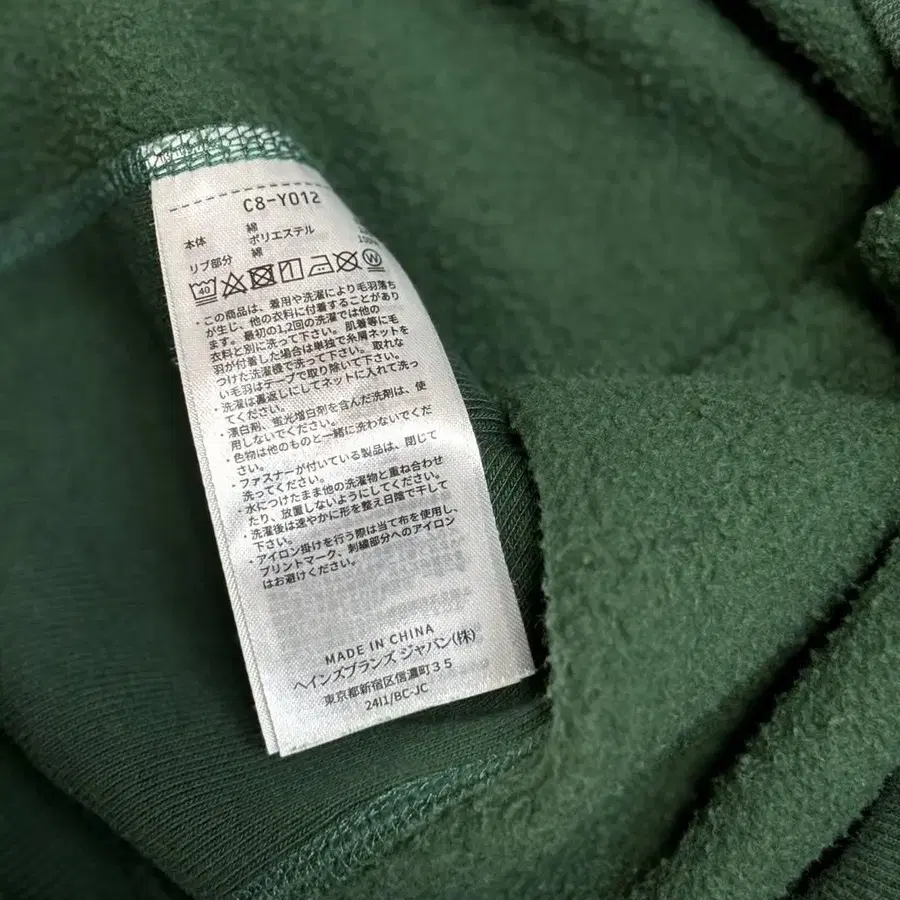 C8-Y012
本体 綿
ポリエステル
リブ部分 綿
40
W
・この商品は、着用や洗濯により毛羽落ち
が生じ、他の衣料に付着することがあり
ます。最初の1,2回の洗濯では他の
衣料と別に洗って下さい。肌着等に毛
羽が付着した場合は単独で糸屑ネットを
つけた洗濯機で洗って下さい。取れな
い毛羽はテープで取り除いて下さい。
・洗濯は裏返しにしてネットに入れて洗っ
てください。
・漂白剤、蛍光増白剤を含んだ洗剤は、使
用しないでください。
・色物は他のものと一緒に洗わないでくだ
さい。
・ファスナーが付いている製品は、閉じて
洗ってください。
・水につけたまま他の洗濯物と重ね合わせ
たり、放置しないようにしてください。
・洗濯後は速やかに形を整え日陰で干して
下さい。
・アイロン掛けを行う際は当て布を使用し、
プリントマーク、刺繍部分へのアイロン
はお避けください。
MADE IN CHINA
ヘインズブランズ ジャパン(株)
東京都新宿区信濃町35
24I1/BC-JC